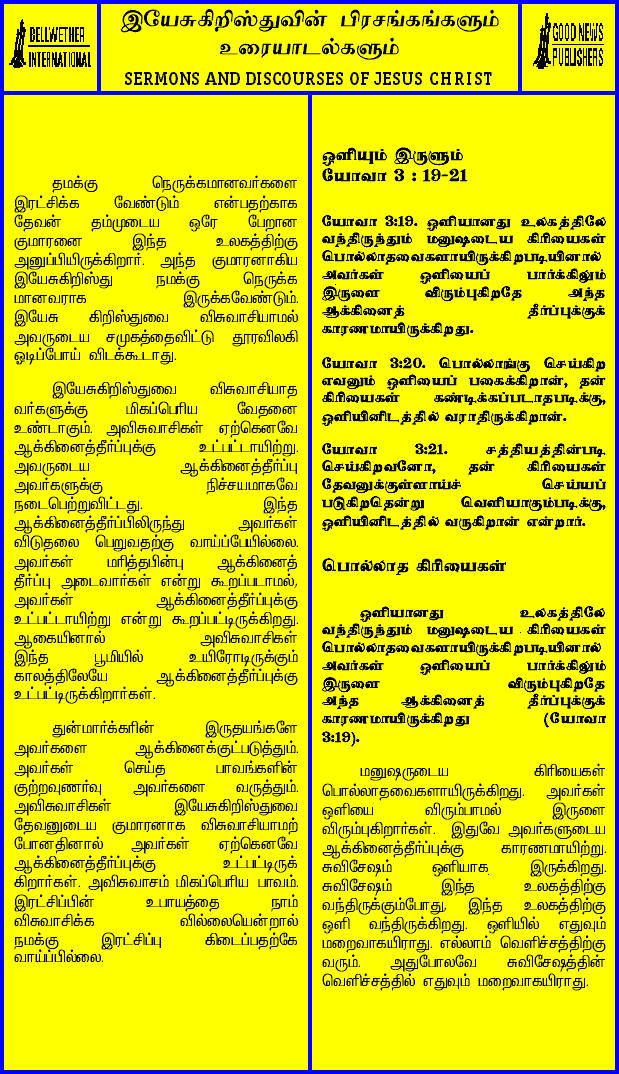 BELLWETHER
INTERNATIONAL
இயேசுகிறிஸ்துவின் பிரசங்கங்களும்
உரையாடல்களும்
SERMONS AND DISCOURSES OF JESUS CHRIST
GOOD NEWS
PUBLISHERS
தமக்கு நெருக்கமானவர்களை
இரட்சிக்க வேண்டும் என்பதற்காக
தேவன் தம்முடைய ஒரே பேறான
குமாரனை இந்த உலகத்திற்கு
அனுப்பியிருக்கிறார். அந்த குமாரனாகிய
இயேசுகிறிஸ்து நமக்கு நெருக்க
மானவராக இருக்கவேண்டும்.
இயேசு கிறிஸ்துவை விசுவாசியாமல்
அவருடைய சமுகத்தைவிட்டு தூரவிலகி
ஓடிப்போய் விடக்கூடாது.
இயேசுகிறிஸ்துவை விசுவாசியாத
வர்களுக்கு மிகப்பெரிய வேதனை
உண்டாகும். அவிசுவாசிகள் ஏற்கெனவே
ஆக்கினைத்தீர்ப்புக்கு உட்பட்டாயிற்று.
அவருடைய ஆக்கினைத்தீர்ப்பு
அவர்களுக்கு நிச்சயமாகவே
நடைபெற்றுவிட்டது. இந்த
ஆக்கினைத்தீர்ப்பிலிருந்து அவர்கள்
விடுதலை பெறுவதற்கு வாய்ப்பேயில்லை.
அவர்கள் மரித்தபின்பு ஆக்கினைத்
தீர்ப்பு அடைவார்கள் என்று கூறப்படாமல்,
அவர்கள் ஆக்கினைத்தீர்ப்புக்கு
உட்பட்டாயிற்று என்று கூறப்பட்டிருக்கிறது.
ஆகையினால் அவிசுவாசிகள்
இந்த பூமியில் உயிரோடிருக்கும்
காலத்திலேயே ஆக்கினைத்தீர்ப்புக்கு
உட்பட்டிருக்கிறார்கள்.
துன்மார்க்கரின் இருதயங்களே
அவர்களை ஆக்கினைக்குட்படுத்தும்.
அவர்கள் செய்த பாவங்களின்
குற்றவுணர்வு அவர்களை வருத்தும்.
அவிசுவாசிகள் இயேசுகிறிஸ்துவை
தேவனுடைய குமாரனாக விசுவாசியாமற்
போனதினால் அவர்கள் ஏற்கெனவே
ஆக்கினைத்தீர்ப்புக்கு உட்பட்டிருக்
கிறார்கள். அவிசுவாசம் மிகப்பெரிய பாவம்.
இரட்சிப்பின் உபாயத்தை நாம்
விசுவாசிக்க வில்லையென்றால்
நமக்கு இரட்சிப்பு கிடைப்பதற்கே
வாய்ப்பில்லை.
ஒளியும் இருளும்
யோவா 3 : 19-21
யோவா 3:19. ஒளியானது உலகத்திலே
வந்திருந்தும் மனுஷடைய கிரியைகள்
பொல்லாதவைகளாயிருக்கிறபடியினால்
அவர்கள் ஒளியைப் பார்க்கிலும்
இருளை விரும்புகிறதே அந்த
ஆக்கினைத் தீர்ப்புக்குக்
காரணமாயிருக்கிறது.
யோவா 3:20. பொல்லாங்கு செய்கிற
எவனும் ஒளியைப் பகைக்கிறான், தன்
கிரியைகள் கண்டிக்கப்படாதபடிக்கு,
ஒளியினிடத்தில் வராதிருக்கிறான்.
யோவா 3:21. சத்தியத்தின்படி
செய்கிறவனோ, தன் கிரியைகள்
தேவனுக்குள்ளாய்ச் செய்யப்
படுகிறதென்று வெளியாகும்படிக்கு,
ஒளியினிடத்தில் வருகிறான் என்றார்.
பொல்லாத கிரியைகள்
ஒளியானது உலகத்திலே
வந்திருந்தும் மனுஷடைய கிரியைகள்
பொல்லாதவைகளாயிருக்கிறபடியினால்
அவர்கள் ஒளியைப் பார்க்கிலும்
இருளை விரும்புகிறதே
அந்த ஆக்கினைத் தீர்ப்புக்குக்
காரணமாயிருக்கிறது (யோவா
3:19).
மனுஷருடைய கிரியைகள்
பொல்லாதவைகளாயிருக்கிறது. அவர்கள்
ஒளியை விரும்பாமல் இருளை
விரும்புகிறார்கள். இதுவே அவர்களுடைய
ஆக்கினைத்தீர்ப்புக்கு காரணமாயிற்று.
சுவிசேஷம் ஒளியாக இருக்கிறது.
சுவிசேஷம் இந்த உலகத்திற்கு
வந்திருக்கும்போது, இந்த உலகத்திற்கு
ஒளி வந்திருக்கிறது. ஒளியில் எதுவும்
மறைவாகயிராது. எல்லாம் வெளிச்சத்திற்கு
வரும். அதுபோலவே சுவிசேஷத்தின்
வெளிச்சத்தில் எதுவும் மறைவாகயிராது.